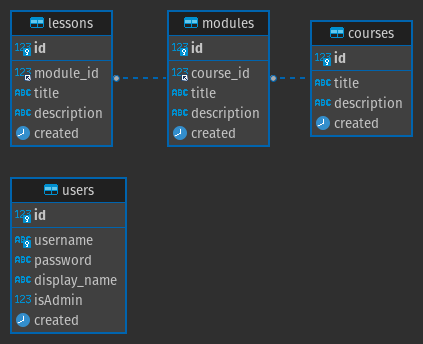 lessons
123 id
123 module_id
ABC title
ABC description
created
modules
123 id
123 course_id
ABC title
ABC description
created
courses
123 id
ABC title
ABC description
created
users
123 id
ABC username
ABC password
ABC display_name
123 isAdmin
created